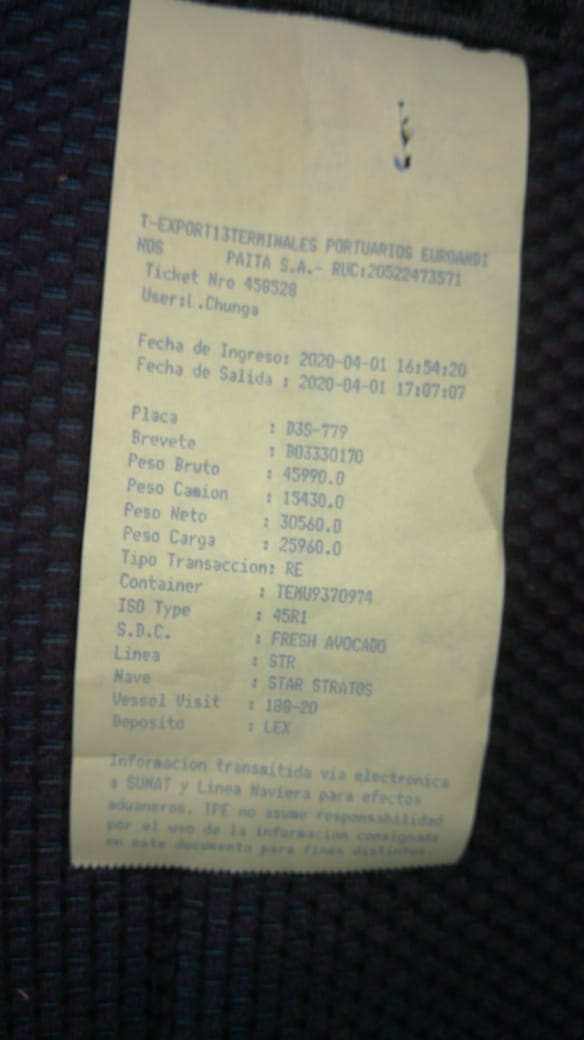 T-EXPORT13TERMINALES PORTUARIOS EUROANDI
NOS PAITA S.A.- RUC:20522473571
Ticket Nro 458528
User:L.Chunga
Fecha de Ingreso: 2020-04-01 16:54:20
Fecha de Salida : 2020-04-01 17:07:07
Placa : D3S-779
Brevete : B03330170
Peso Bruto : 45990.0
Peso Camion : 15430.0
Peso Neto : 30560.0
Peso Carga : 25960.0
Tipo Transaccion: RE
Container : TEMU9370974
ISO Type : 45R1
S.D.C. : FRESH AVOCADO
Linea : STR
Nave : STAR STRATOS
Vessel Visit : 188-20
Deposito : LEX
Informacion transmitida via electronica
a SUNAT y Linea Naviera para efectos
aduaneros. TPE no asume responsabilidad
por el uso de la informacion consignada
en este documento para fines distintos.